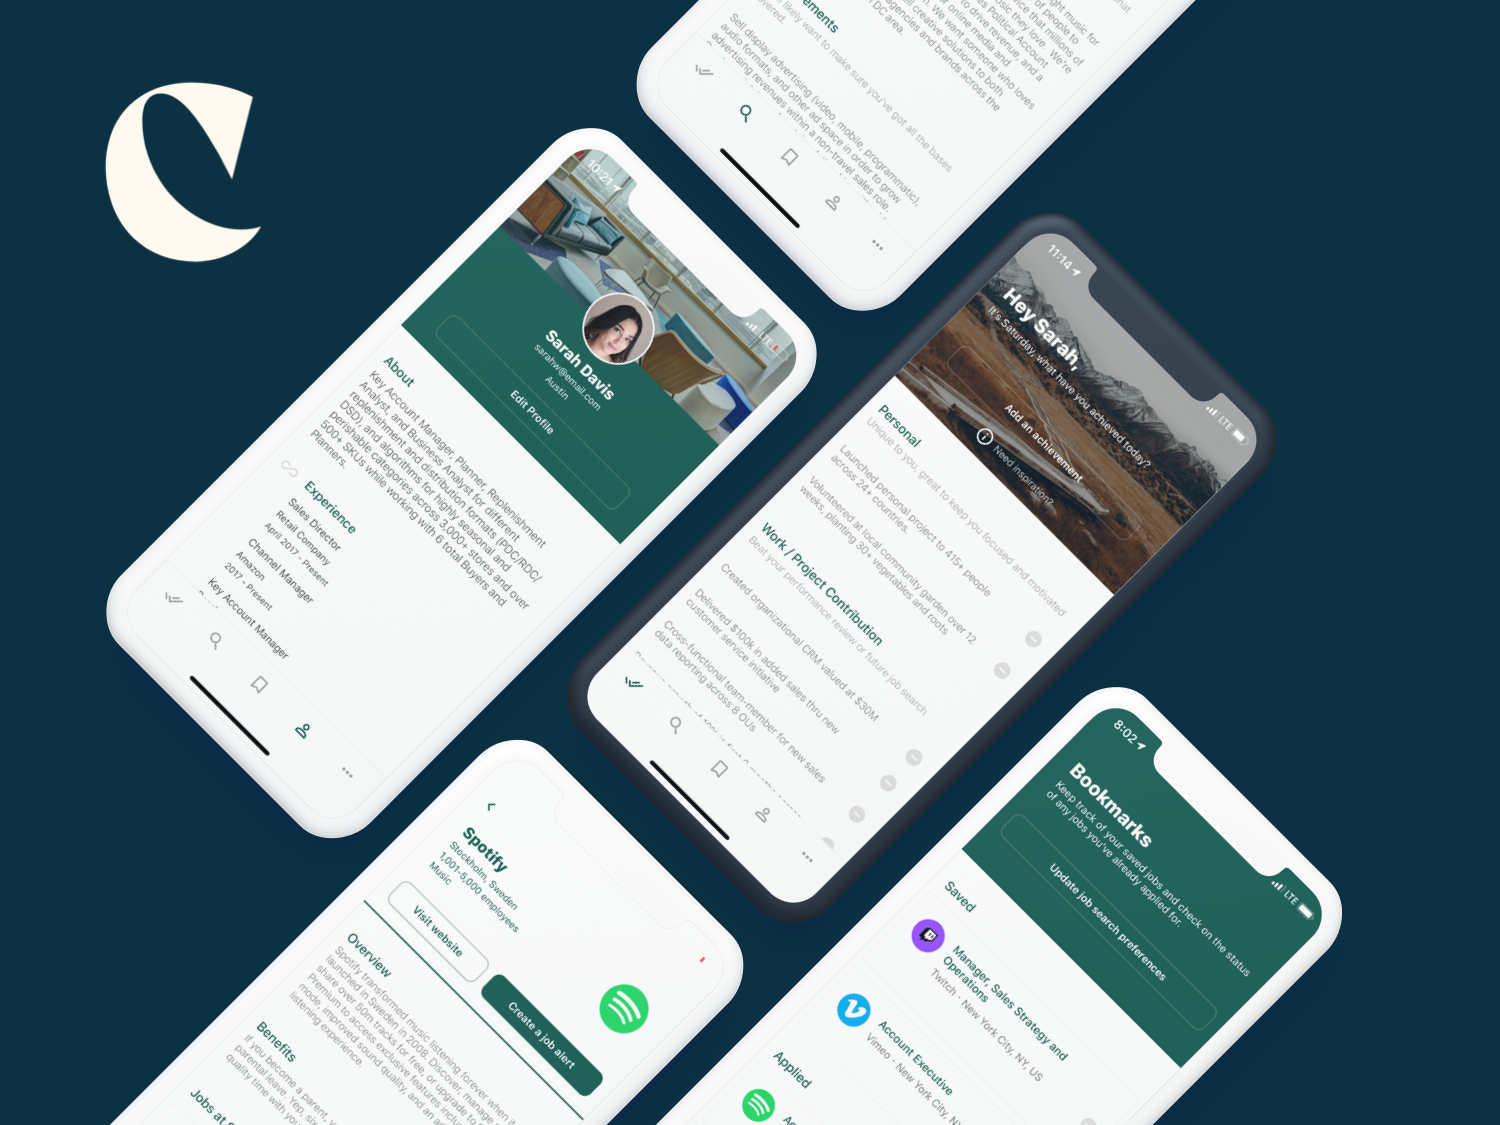 C
ements
likely want to make sure you've got all the bases
vered.
Sell display advertising (video, mobile, programmatic),
audio formats, and other ad space in order to grow
advertising revenues within a non-travel sales role.
ght music for
of people to
vice that millions of
music they love. We're
Political Account
to drive revenue, and a
r online media and
. We want someone who loves
ll creative solutions to both
agencies and brands across the
DC area.
10:21
LTE
Sarah Davis
sarahw@email.com
Austin
Edit Profile
About
Key Account Manager, Planner, Replenishment
Analyst, and Business Analyst for different
replenishment and distribution formats (PDC/RDC/
DSD), and algorithms for highly seasonal and
perishable categories across 3,000+ stores and over
500+ SKUs while working with 6 total Buyers and
Planners.
Experience
Sales Director
Retail Company
April 2017 - Present
Channel Manager
Amazon
2017 - Present
Key Account Manager
11:14
LTE
Hey Sarah,
It's Saturday, what have you achieved today?
Add an achievement
Need inspiration?
Personal
Unique to you, great to keep you focused and motivated
Launched personal project to 415+ people
across 24+ countries.
Volunteered at local community garden over 12
weeks, planting 30+ vegetables and roots
Work / Project Contribution
Beat your performance review or future job search
Created organizational CRM valued at $30M
Delivered $100k in added sales thru new
customer service initiative
Cross-functional team-member for new sales
data reporting across 8 OUs
Spotify
Stockholm, Sweden
1,001-5,000 employees
Music
Visit website
Create a job alert
Overview
Spotify transformed music listening forever when it
launched in Sweden in 2008. Discover, manage
share over 50m tracks for free, or upgrade to
Premium to access exclusive features inclu
mode, improved sound quality, and an a
listening experience.
Benefits
If you become a parent, y
parental leave. Yep, six
quality time with you
Jobs at S
8:02
LTE
Bookmarks
Keep track of your saved jobs and check on the status
of any jobs you've already applied for.
Update job search preferences
Saved
Manager, Sales Strategy and
Operations
Twitch - New York City, NY, US
Account Executive
Vimeo - New York City, N
Applied
Ac